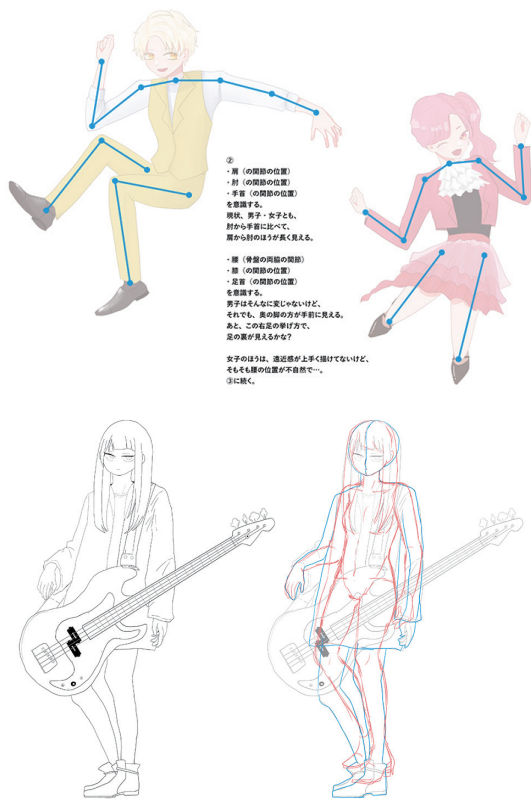 ②
・肩（の関節の位置）
・肘（の関節の位置）
・手首（の関節の位置）
を意識する。
現状、男子・女子とも、
肘から手首に比べて、
肩から肘のほうが長く見える。
・腰（骨盤の両脇の関節）
・膝（の関節の位置）
・足首（の関節の位置）
を意識する。
男子はそんなに変じゃないけど、
それでも、奥の脚の方が手前に見える。
あと、この右足の挙げ方で、
足の裏が見えるかな？
女子のほうは、遠近感が上手く描けてないけど、
そもそも腰の位置が不自然で…。
③に続く。